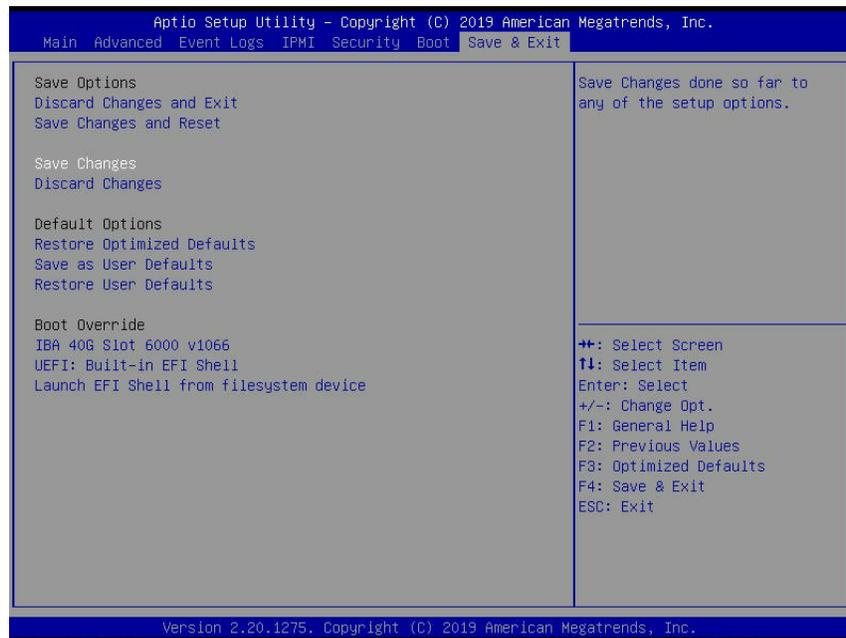 Aptio Setup Utility – Copyright (C) 2019 American Megatrends, Inc.
Main Advanced Event Logs IPMI Security Boot Save & Exit
Save Options
Discard Changes and Exit
Save Changes and Reset
Save Changes
Discard Changes
Default Options
Restore Optimized Defaults
Save as User Defaults
Restore User Defaults
Boot Override
IBA 40G Slot 6000 v1066
UEFI: Built-in EFI Shell
Launch EFI Shell from filesystem device
Save Changes done so far to
any of the setup options.
→←: Select Screen
↑↓: Select Item
Enter: Select
+/-: Change Opt.
F1: General Help
F2: Previous Values
F3: Optimized Defaults
F4: Save & Exit
ESC: Exit
Version 2.20.1275. Copyright (C) 2019 American Megatrends, Inc.